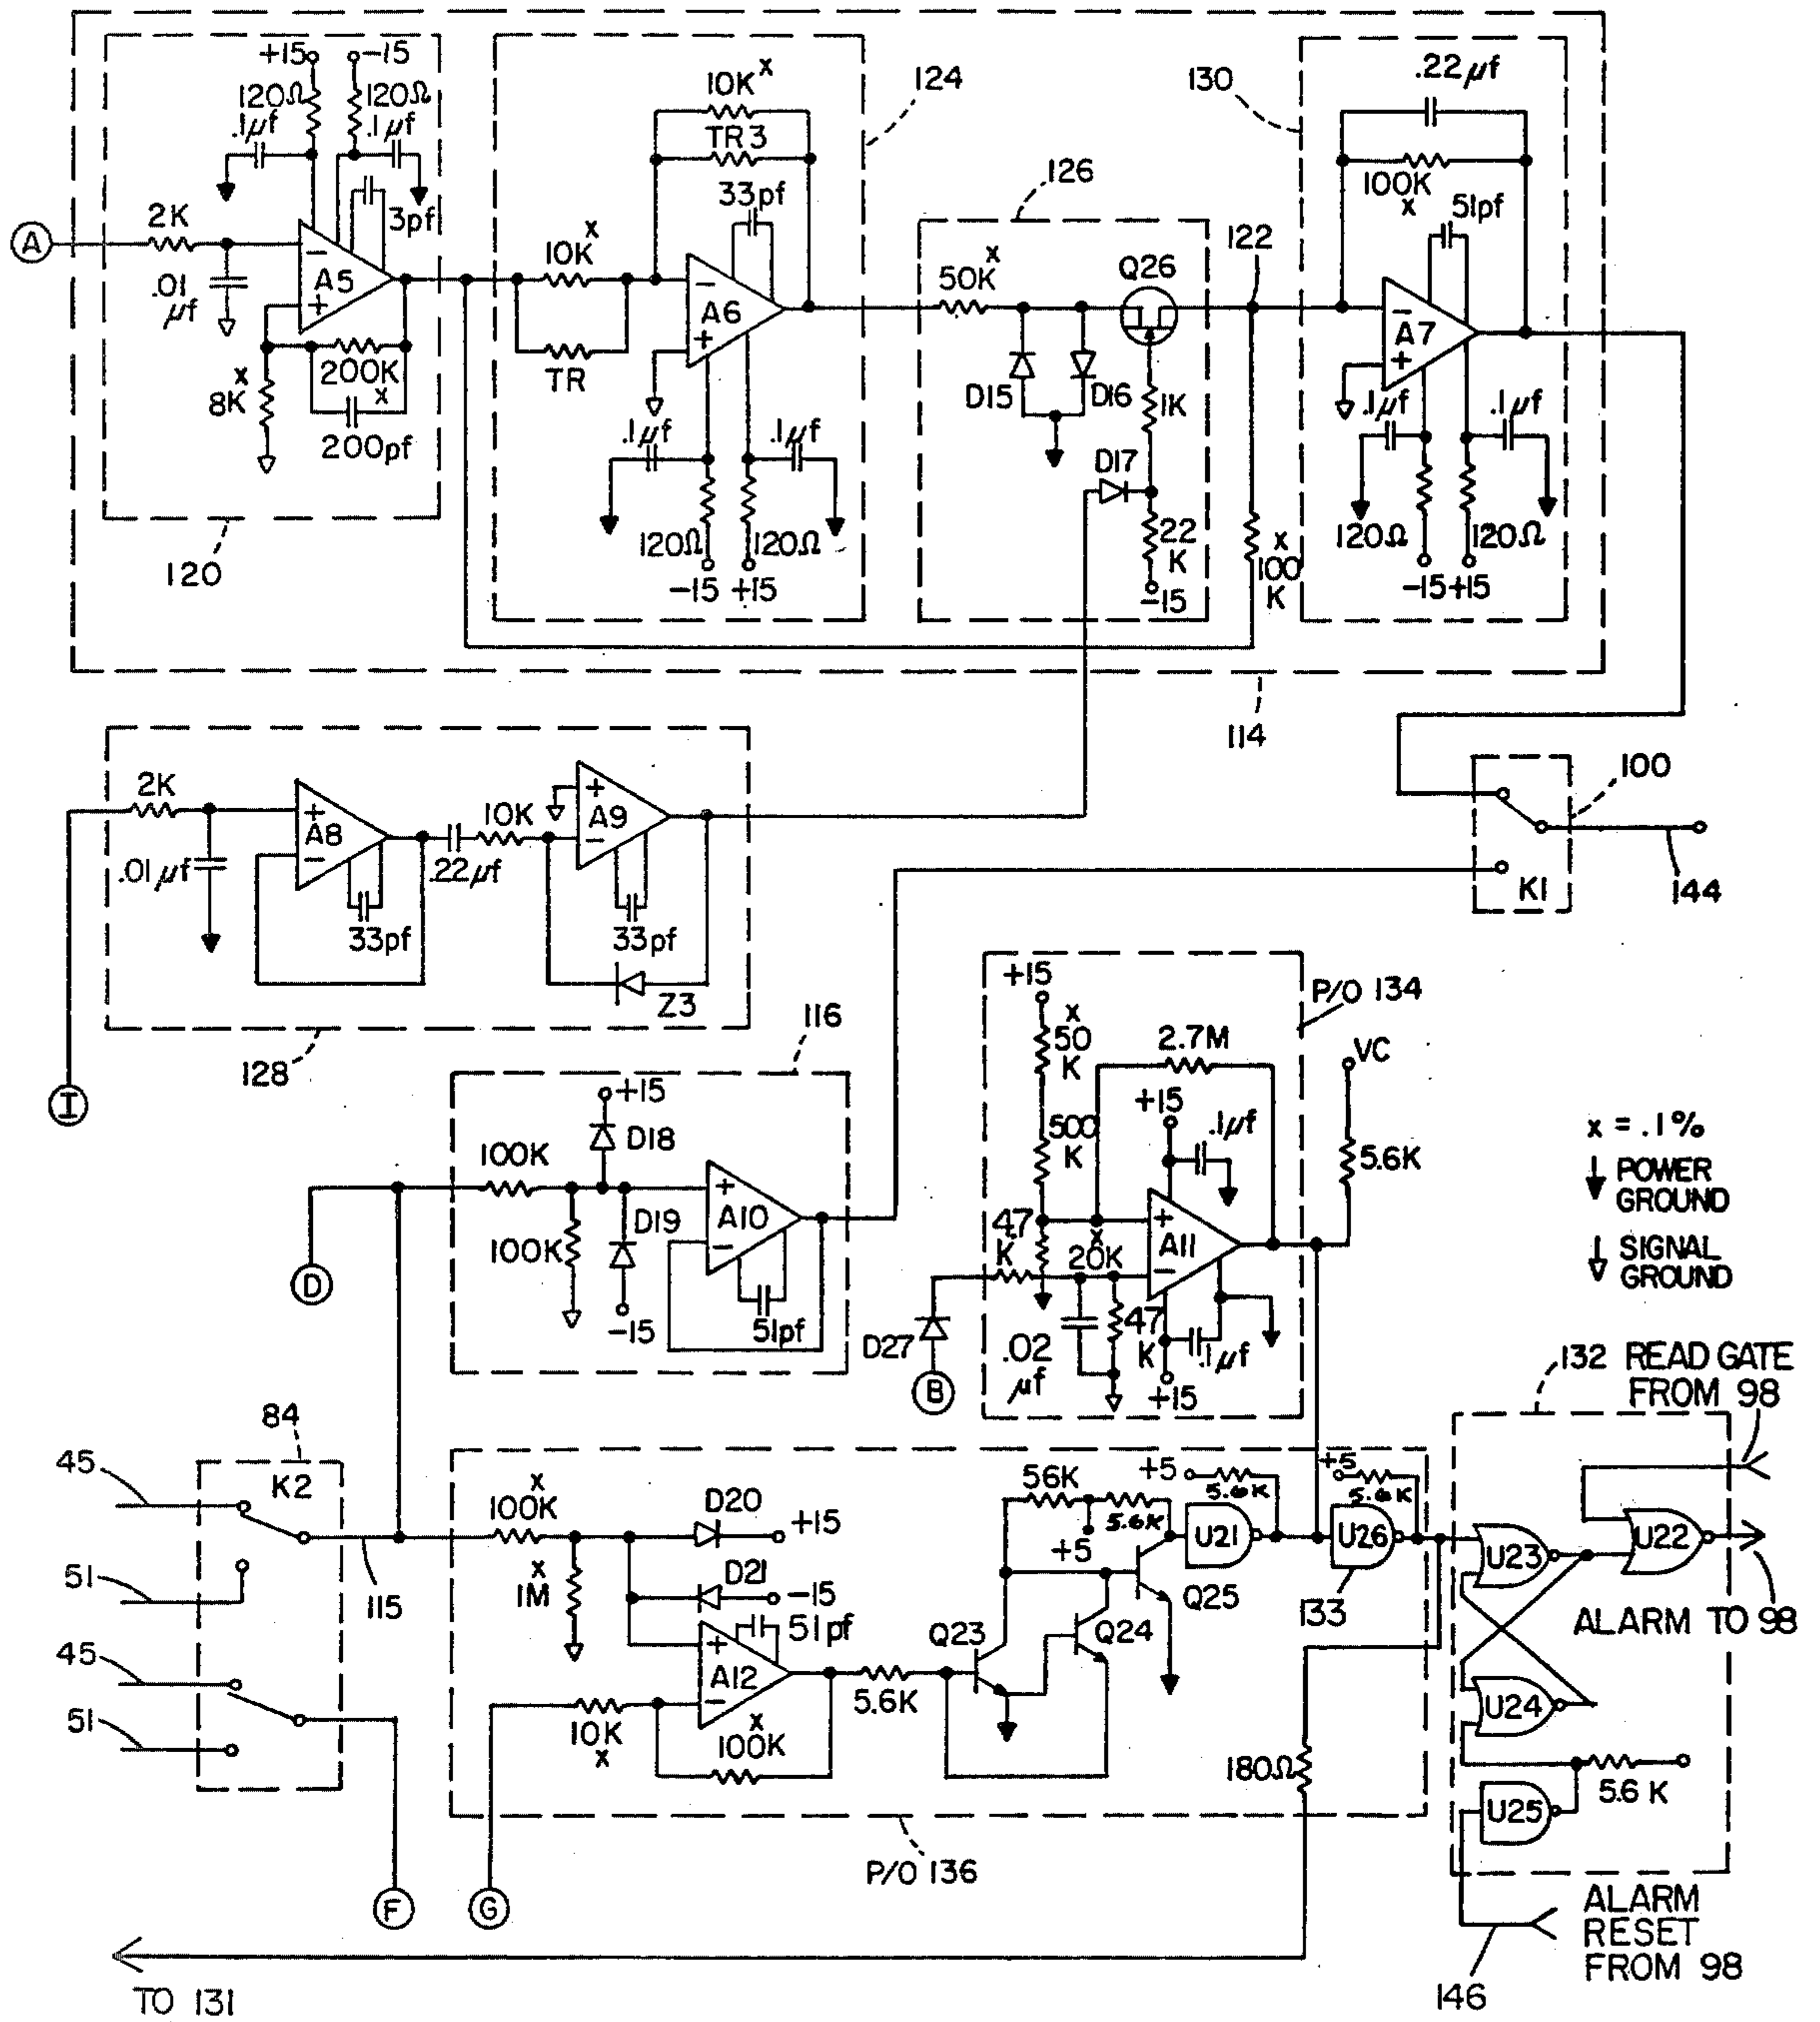 +15 -15
120Ω 120Ω
.1μf .1μf
3pf
A
2K
.01 μf
− A5 +
200K x
x 8K
200pf
120
10K x
TR3
33pf
124
10K x
TR
− A6 +
.1μf .1μf
120Ω 120Ω
-15 +15
126
50K x
Q26
D15 D16
1K
D17
22 K
-15
122
x 100 K
130
.22μf
100K x
51pf
− A7 +
.1μf .1μf
120Ω 120Ω
-15 +15
114
2K
.01μf
+ A8 −
33pf
.22μf
10K
+ A9 −
33pf
Z3
128
I
100
K1
144
116
+15
D18
100K
100K
D19
-15
+ A10 −
51pf
D
P/O 134
+15
x 50 K
500 K
2.7M
+15
.1μf
VC
5.6K
47 K
x 20K
+ A11 −
47 K
.02 μf
.1μf
+15
D27
B
x = .1%
POWER GROUND
SIGNAL GROUND
84
K2
45
51
115
45
51
F
G
x 100K
x 1M
D20
+15
D21
-15
51pf
+ A12 −
10K x
x 100K
5.6K
Q23
Q24
Q25
56K
5.6K
+5
+5
5.6K
U21
+5
5.6K
U26
133
180Ω
P/O 136
132 READ GATE
FROM 98
U23
U22
ALARM TO 98
U24
5.6 K
U25
ALARM
RESET
FROM 98
146
TO 131